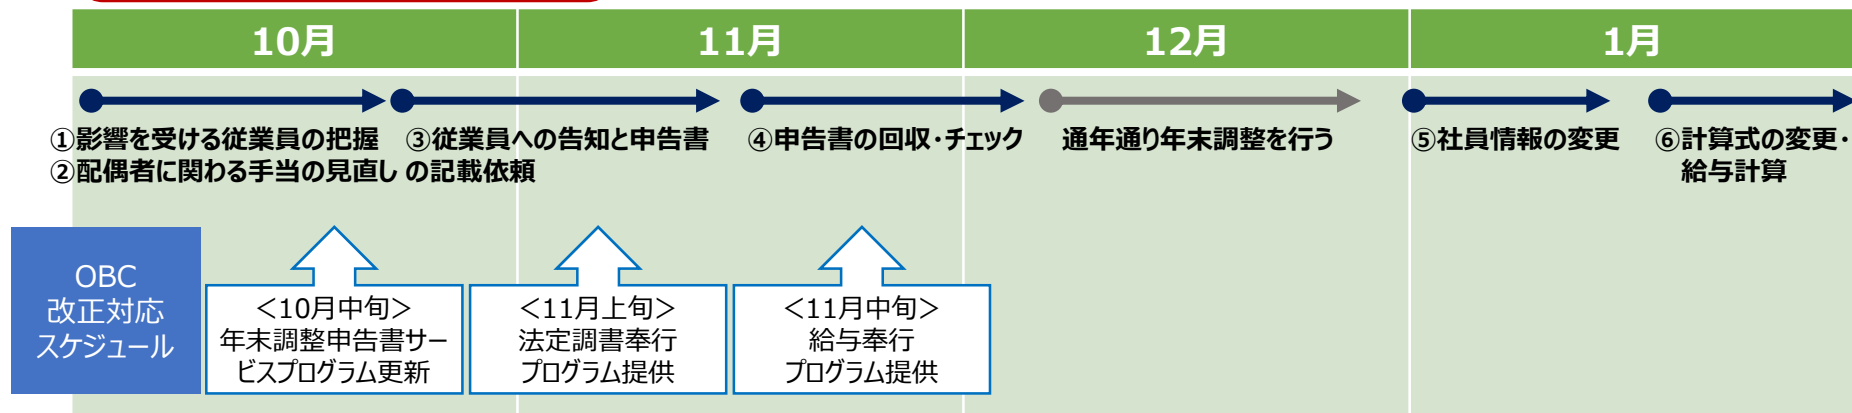 10月
11月
12月
1月
①影響を受ける従業員の把握
②配偶者に関わる手当の見直し
③従業員への告知と申告書
の記載依頼
④申告書の回収・チェック
通年通り年末調整を行う
⑤社員情報の変更
⑥計算式の変更・
給与計算
OBC
改正対応
スケジュール
＜10月中旬＞
年末調整申告書サー
ビスプログラム更新
＜11月上旬＞
法定調書奉行
プログラム提供
＜11月中旬＞
給与奉行
プログラム提供